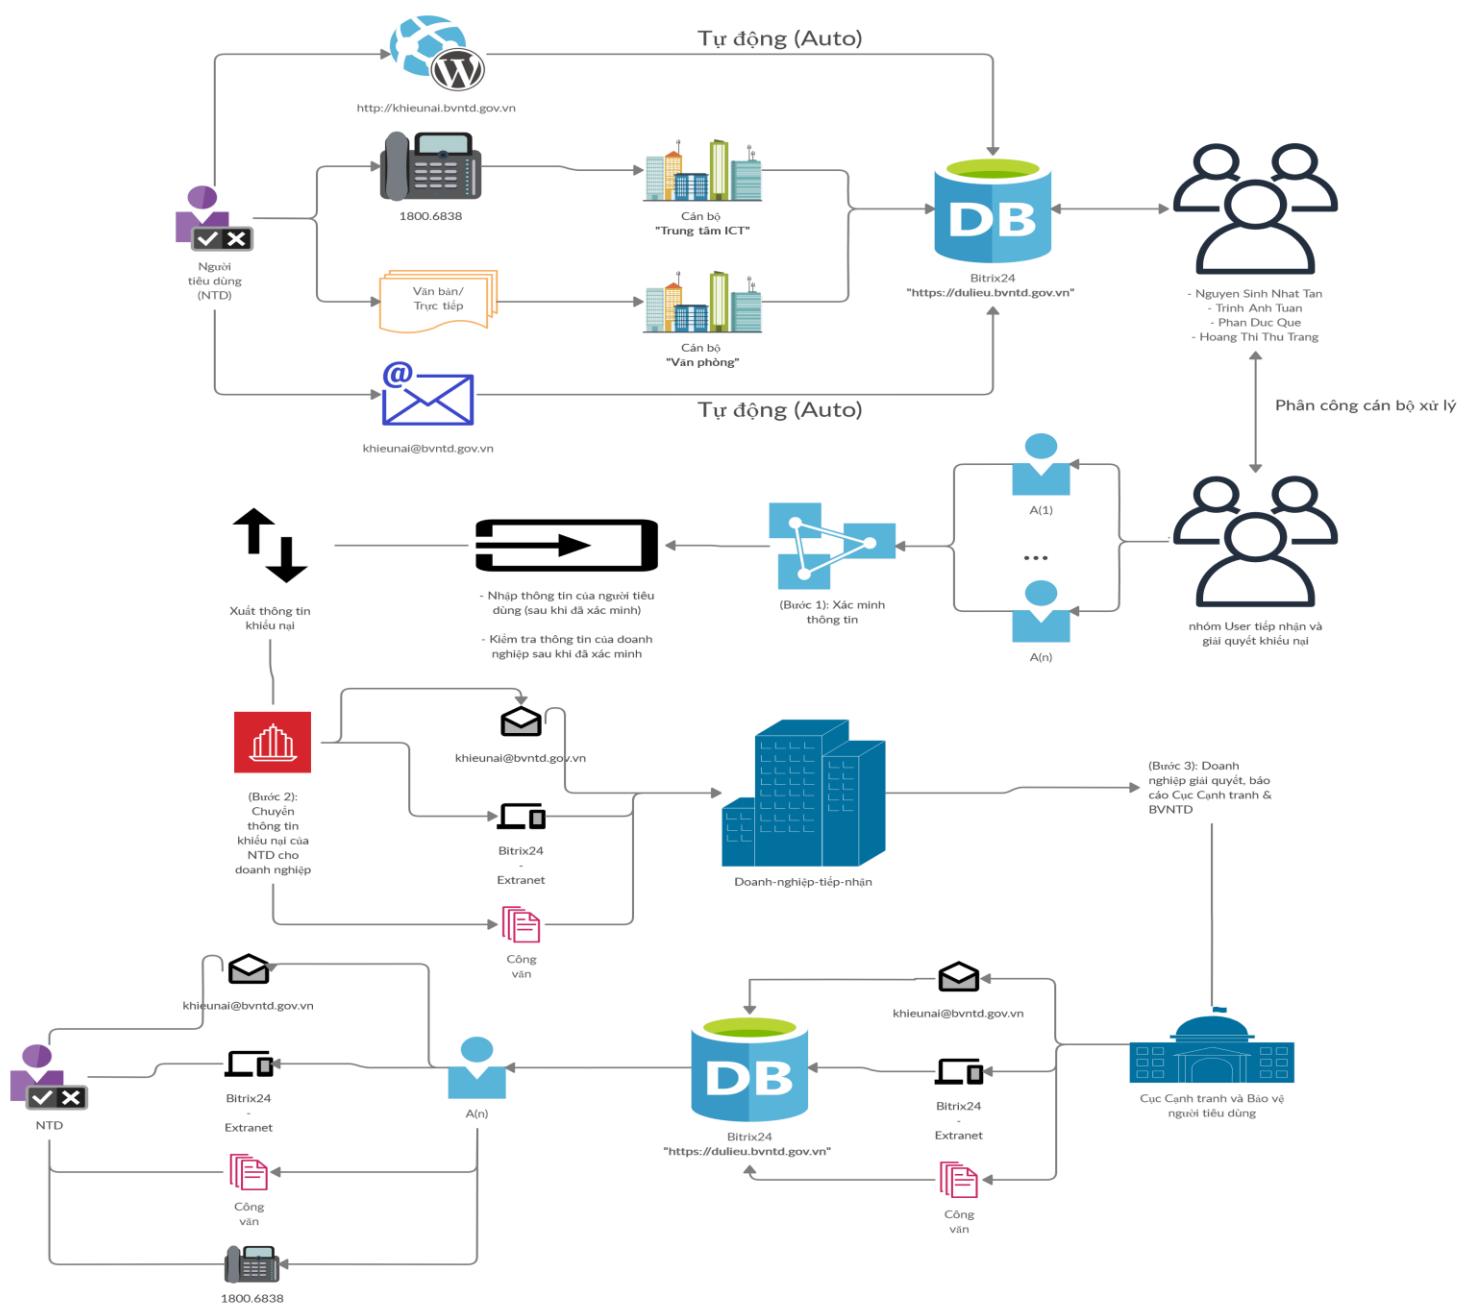 Tự động (Auto)
http://khieunai.bvntd.gov.vn
1800.6838
Cán bộ
"Trung tâm ICT"
DB
Người
tiêu dùng
(NTD)
Văn bản/
Trực tiếp
Bitrix24
"https://dulieu.bvntd.gov.vn"
- Nguyen Sinh Nhat Tan
- Trinh Anh Tuan
- Phan Duc Que
- Hoang Thi Thu Trang
Cán bộ
"Văn phòng"
@
Tự động (Auto)
khieunai@bvntd.gov.vn
Phân công cán bộ xử lý
A(1)
...
A(n)
nhóm User tiếp nhận và
giải quyết khiếu nại
(Bước 1): Xác minh
thông tin
- Nhập thông tin của người tiêu
dùng (sau khi đã xác minh)
- Kiểm tra thông tin của doanh
nghiệp sau khi đã xác minh
Xuất thông tin
khiếu nại
khieunai@bvntd.gov.vn
(Bước 2):
Chuyển
thông tin
khiếu nại của
NTD cho
doanh nghiệp
Bitrix24
-
Extranet
Công
văn
Doanh-nghiệp-tiếp-nhận
(Bước 3): Doanh
nghiệp giải quyết, báo
cáo Cục Cạnh tranh &
BVNTD
Cục Cạnh tranh và Bảo vệ
người tiêu dùng
khieunai@bvntd.gov.vn
Bitrix24
-
Extranet
Công
văn
DB
Bitrix24
"https://dulieu.bvntd.gov.vn"
A(n)
khieunai@bvntd.gov.vn
Bitrix24
-
Extranet
Công
văn
1800.6838
NTD